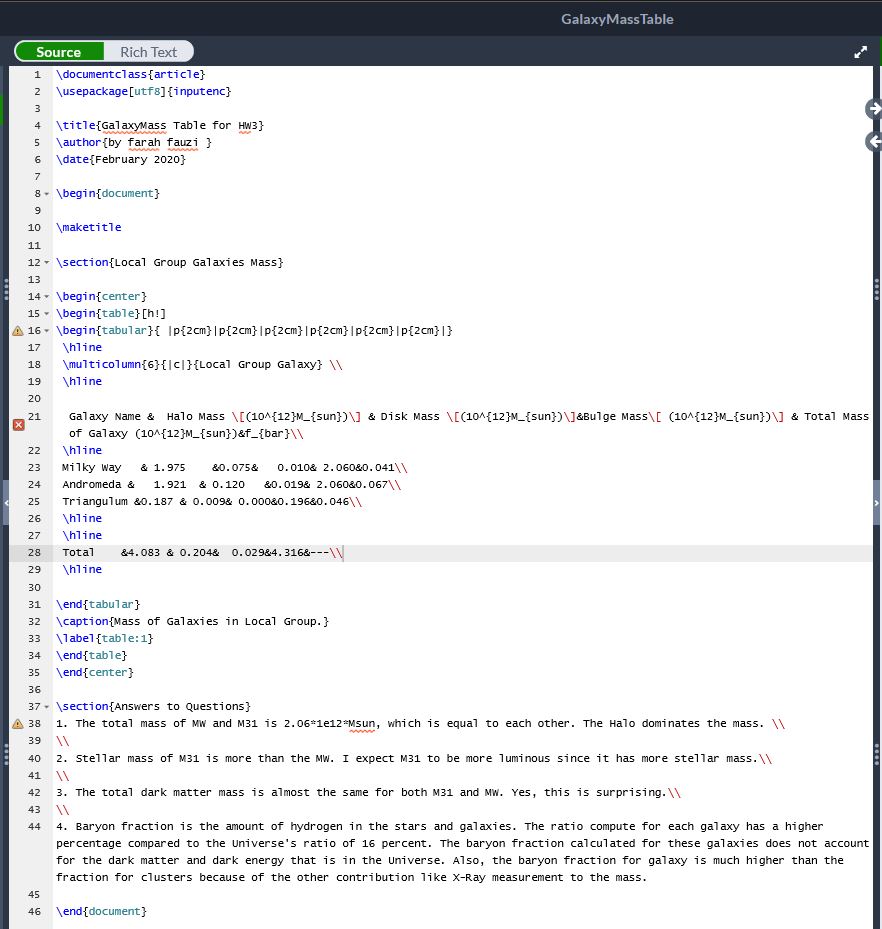 GalaxyMassTable
Source Rich Text
1 \documentclass{article}
2 \usepackage[utf8]{inputenc}
3
4 \title{GalaxyMass Table for HW3}
5 \author{by farah fauzi }
6 \date{February 2020}
7
8 \begin{document}
9
10 \maketitle
11
12 \section{Local Group Galaxies Mass}
13
14 \begin{center}
15 \begin{table}[h!]
16 \begin{tabular}{ |p{2cm}|p{2cm}|p{2cm}|p{2cm}|p{2cm}|p{2cm}|}
17 \hline
18 \multicolumn{6}{|c|}{Local Group Galaxy} \\
19 \hline
20
21 Galaxy Name & Halo Mass \[(10^{12}M_{sun})\] & Disk Mass \[(10^{12}M_{sun})\]&Bulge Mass\[ (10^{12}M_{sun})\] & Total Mass
of Galaxy (10^{12}M_{sun})&f_{bar}\\
22 \hline
23 Milky Way & 1.975 &0.075& 0.010& 2.060&0.041\\
24 Andromeda & 1.921 & 0.120 &0.019& 2.060&0.067\\
25 Triangulum &0.187 & 0.009& 0.000&0.196&0.046\\
26 \hline
27 \hline
28 Total &4.083 & 0.204& 0.029&4.316&---\\
29 \hline
30
31 \end{tabular}
32 \caption{Mass of Galaxies in Local Group.}
33 \label{table:1}
34 \end{table}
35 \end{center}
36
37 \section{Answers to Questions}
38 1. The total mass of MW and M31 is 2.06*1e12*Msun, which is equal to each other. The Halo dominates the mass. \\
39 \\
40 2. Stellar mass of M31 is more than the MW. I expect M31 to be more luminous since it has more stellar mass.\\
41 \\
42 3. The total dark matter mass is almost the same for both M31 and MW. Yes, this is surprising.\\
43 \\
44 4. Baryon fraction is the amount of hydrogen in the stars and galaxies. The ratio compute for each galaxy has a higher
percentage compared to the Universe's ratio of 16 percent. The baryon fraction calculated for these galaxies does not account
for the dark matter and dark energy that is in the Universe. Also, the baryon fraction for galaxy is much higher than the
fraction for clusters because of the other contribution like X-Ray measurement to the mass.
45
46 \end{document}